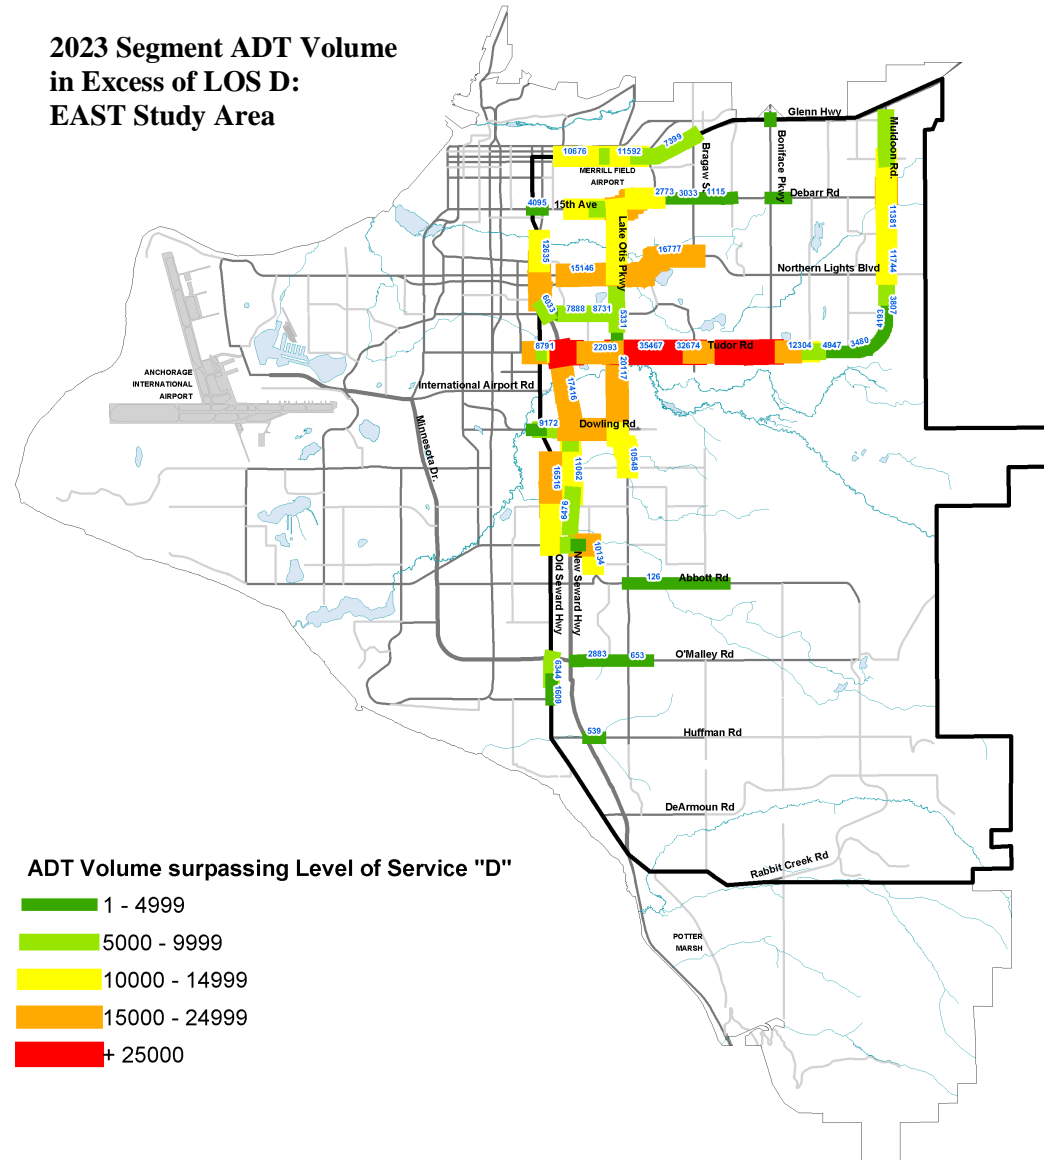 2023 Segment ADT Volume
in Excess of LOS D:
EAST Study Area
Glenn Hwy
Muldoon Rd.
Boniface Pkwy
Bragaw S
7399
10676
11592
MERRILL FIELD
AIRPORT
2773
3033
1115
Debarr Rd
4095
15th Ave
Lake Otis Pkwy
11381
12635
16777
11744
15146
Northern Lights Blvd
6033
7888
8731
5331
3807
4193
8791
22093
35467
32674
Tudor Rd
12304
4947
3480
20117
17416
ANCHORAGE
INTERNATIONAL
AIRPORT
International Airport Rd
Minnesota Dr.
9172
Dowling Rd
10548
11062
16516
6476
10134
Old Seward Hwy
New Seward Hwy
126
Abbott Rd
2883
653
O'Malley Rd
6344
1609
539
Huffman Rd
DeArmoun Rd
Rabbit Creek Rd
POTTER
MARSH
ADT Volume surpassing Level of Service "D"
1 - 4999
5000 - 9999
10000 - 14999
15000 - 24999
+ 25000